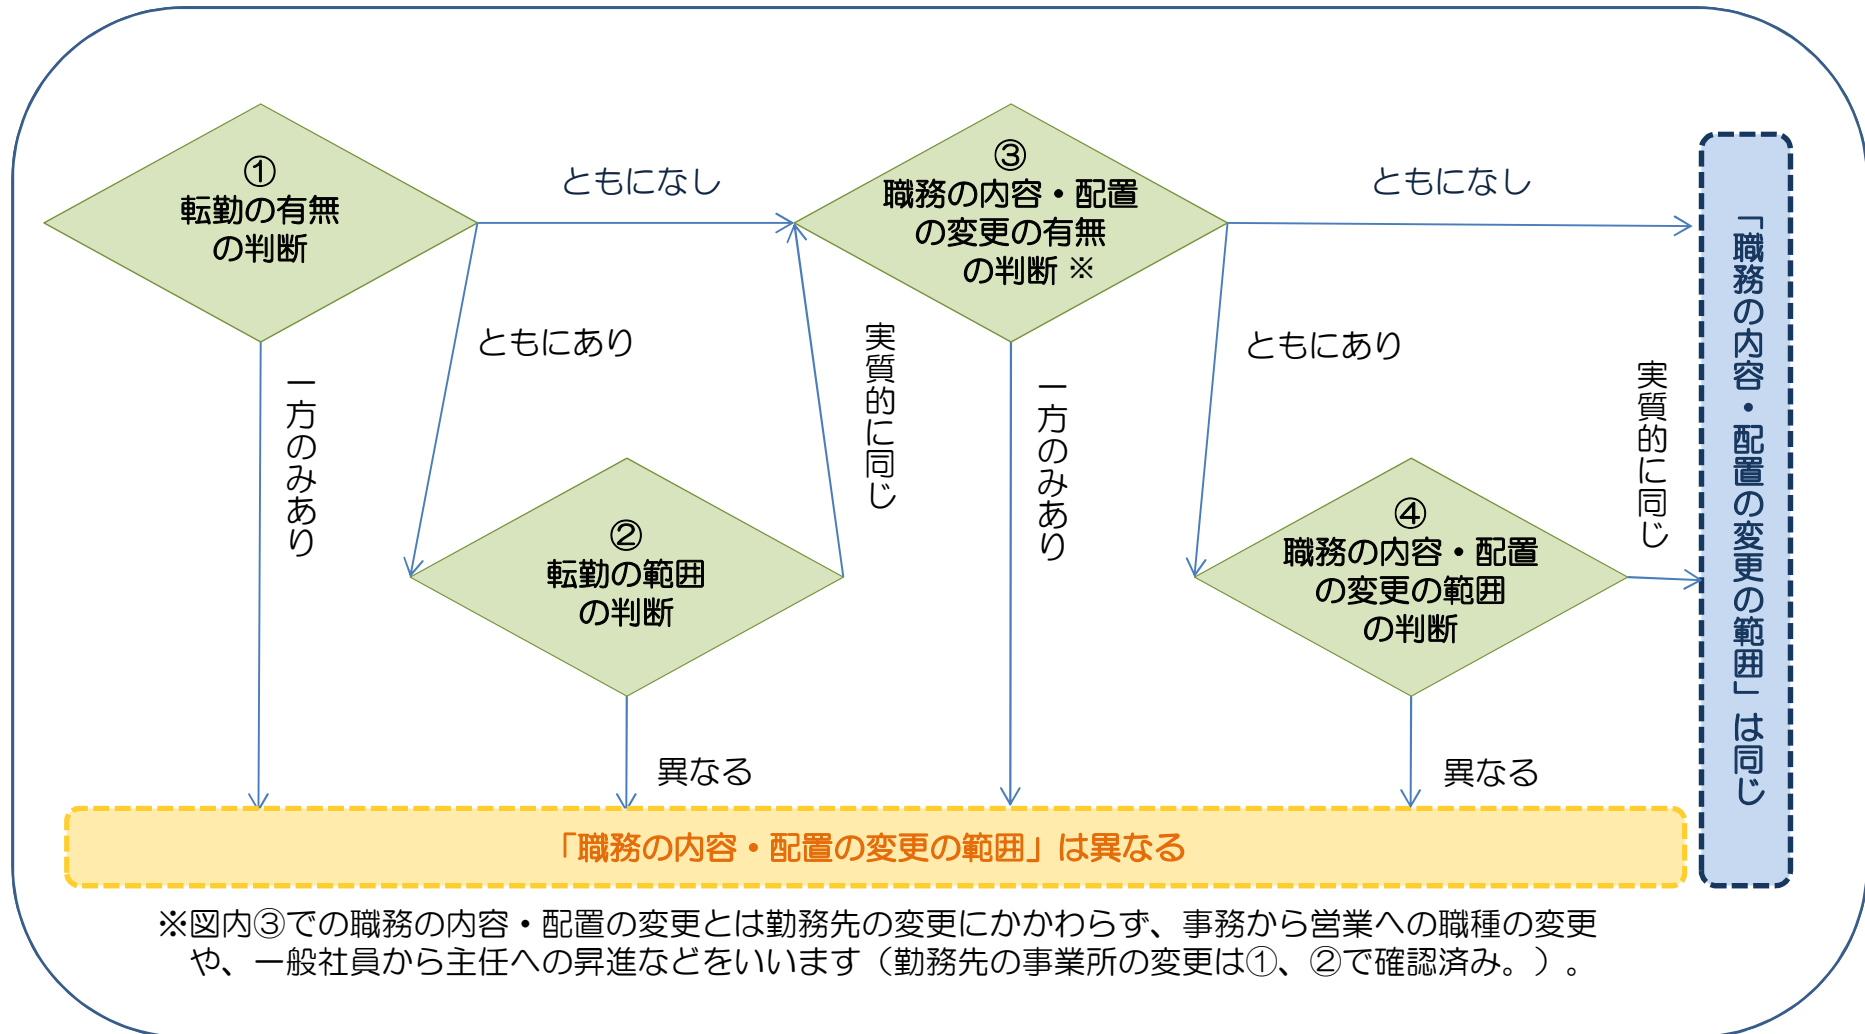 ①
転勤の有無
の判断
ともになし
ともにあり
一方のみあり
②
転勤の範囲
の判断
実質的に同じ
異なる
③
職務の内容・配置
の変更の有無
の判断 ※
ともになし
ともにあり
一方のみあり
④
職務の内容・配置
の変更の範囲
の判断
実質的に同じ
異なる
「職務の内容・配置の変更の範囲」は同じ
「職務の内容・配置の変更の範囲」は異なる
※図内③での職務の内容・配置の変更とは勤務先の変更にかかわらず、事務から営業への職種の変更
や、一般社員から主任への昇進などをいいます（勤務先の事業所の変更は①、②で確認済み。）。